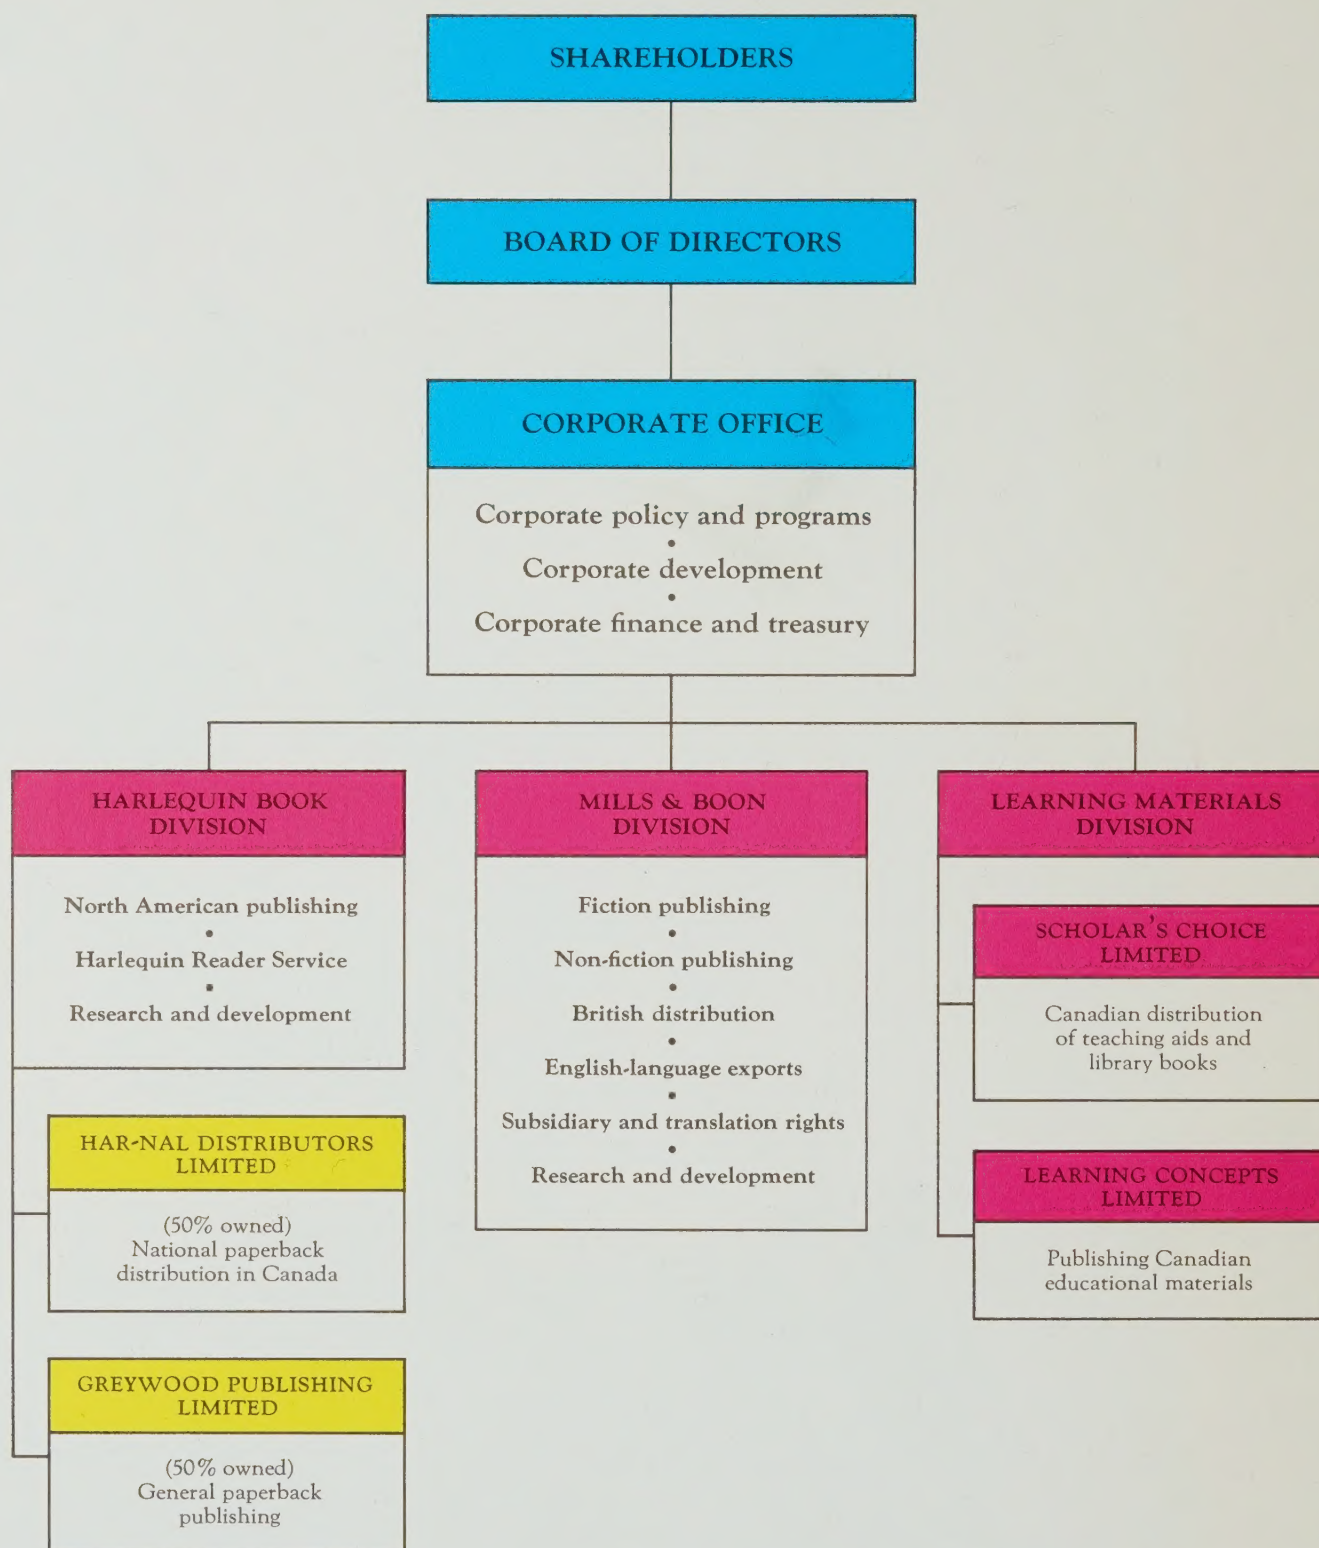 SHAREHOLDERS
BOARD OF DIRECTORS
CORPORATE OFFICE
Corporate policy and programs
•
Corporate development
•
Corporate finance and treasury
HARLEQUIN BOOK
DIVISION
North American publishing
•
Harlequin Reader Service
•
Research and development
HAR-NAL DISTRIBUTORS
LIMITED
(50% owned)
National paperback
distribution in Canada
GREYWOOD PUBLISHING
LIMITED
(50% owned)
General paperback
publishing
MILLS & BOON
DIVISION
Fiction publishing
•
Non-fiction publishing
•
British distribution
•
English-language exports
•
Subsidiary and translation rights
•
Research and development
LEARNING MATERIALS
DIVISION
SCHOLAR'S CHOICE
LIMITED
Canadian distribution
of teaching aids and
library books
LEARNING CONCEPTS
LIMITED
Publishing Canadian
educational materials